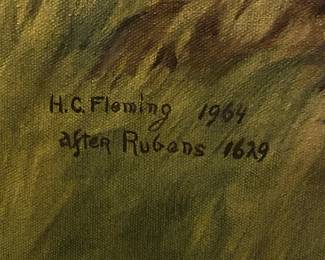 H.C. Fleming 1964
after Rubens 1629